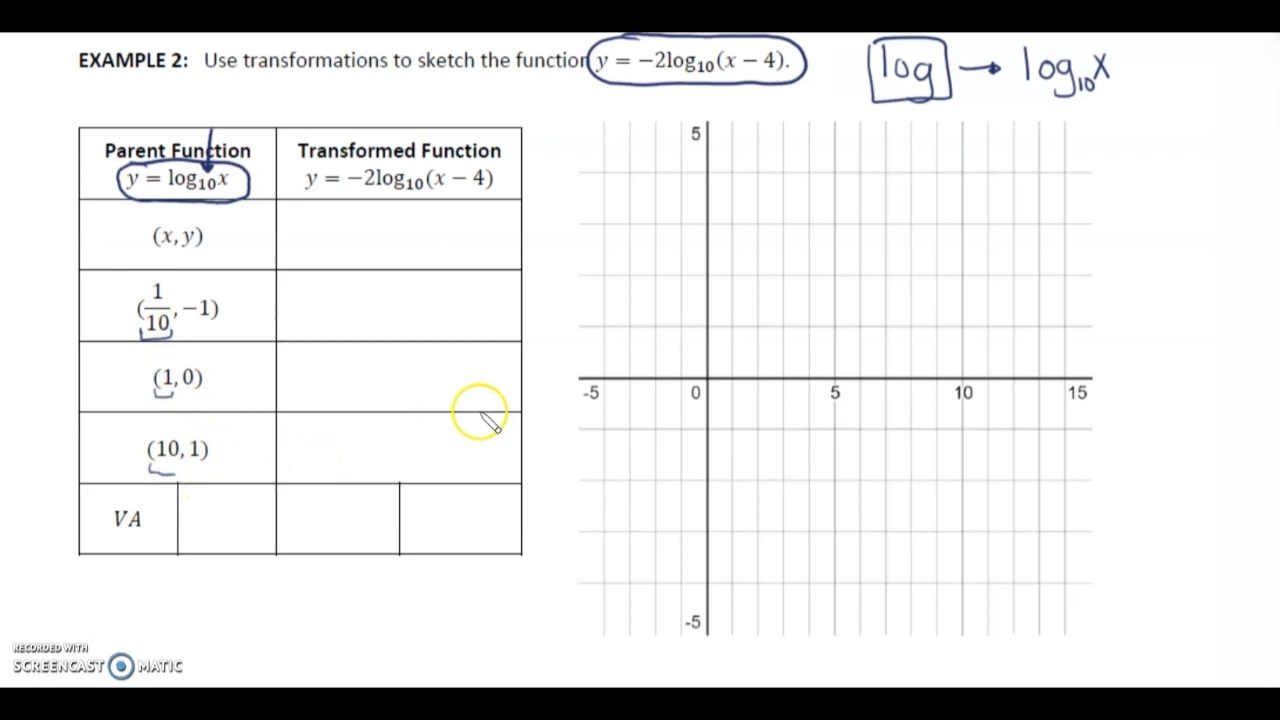 EXAMPLE 2: Use transformations to sketch the function y = −2log₁₀(x − 4).
log → log₁₀x
Parent Function
y = log₁₀x
Transformed Function
y = −2log₁₀(x − 4)
(x, y)
(1/10, −1)
(1, 0)
(10, 1)
VA
5
-5 0 5 10 15
-5
RECORDED WITH
SCREENCAST MATIC